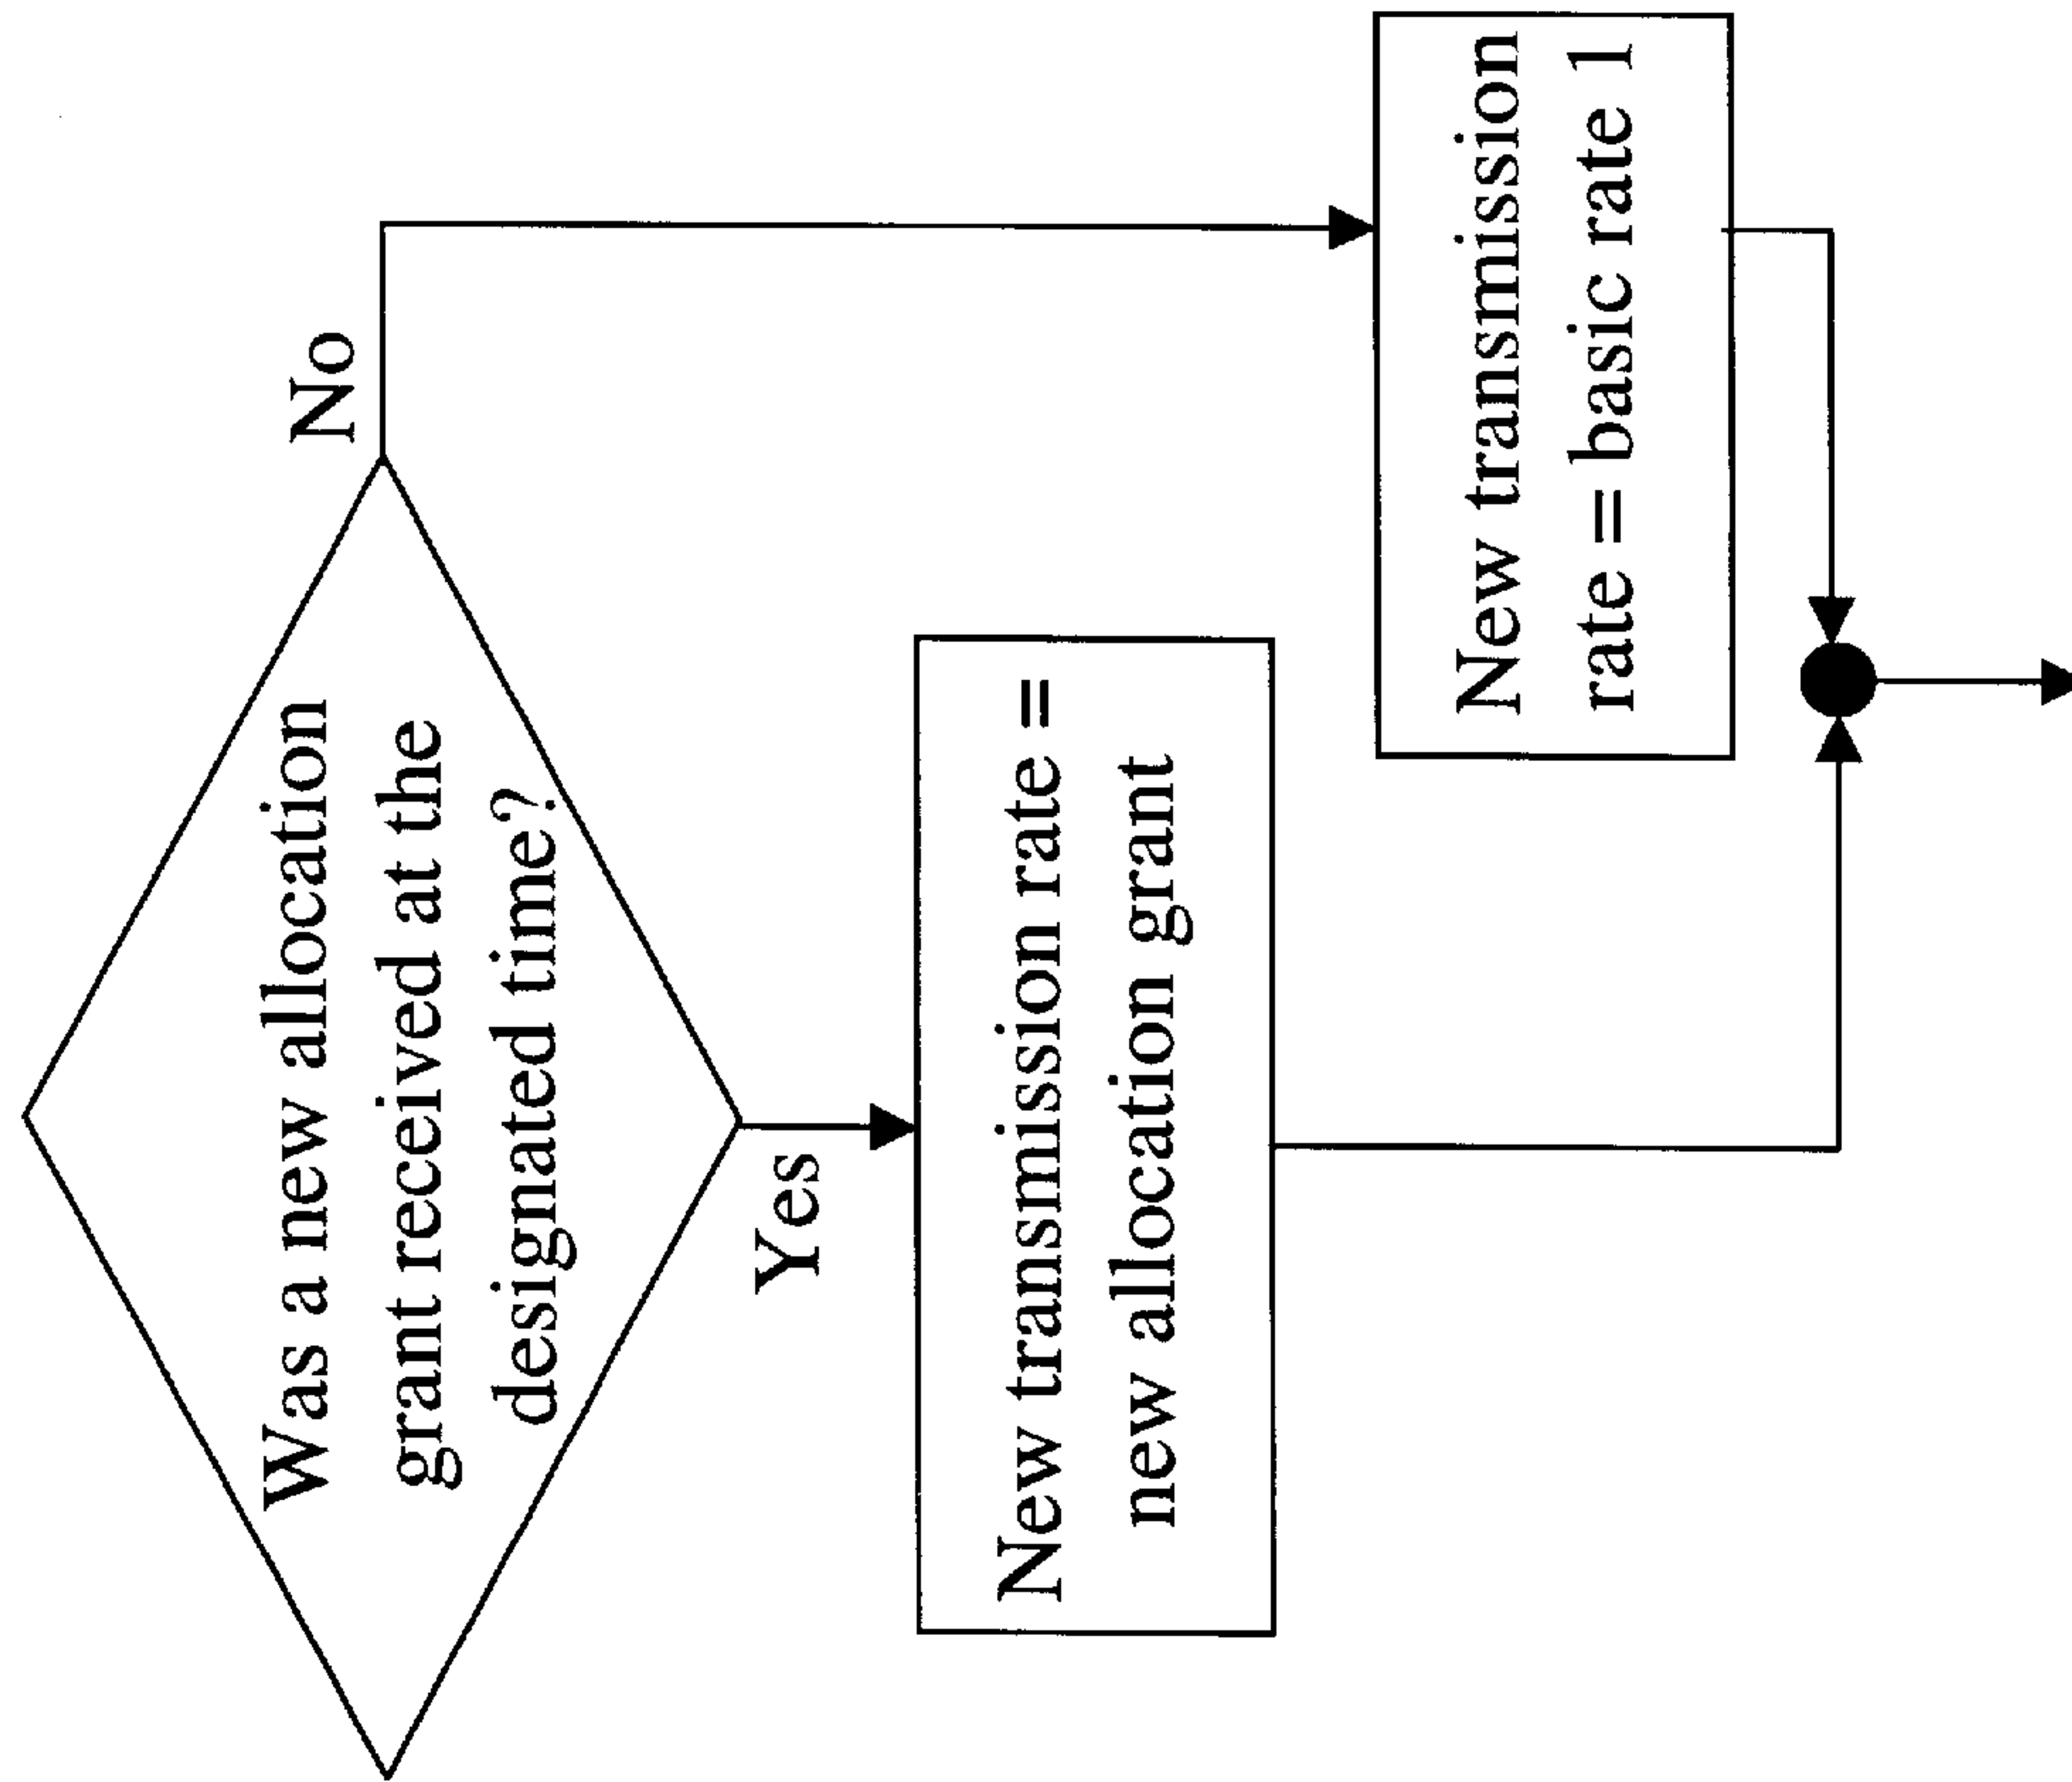 Was a new allocation
grant received at the
designated time?
No
Yes
New transmission rate =
new allocation grant
New transmission
rate = basic rate 1